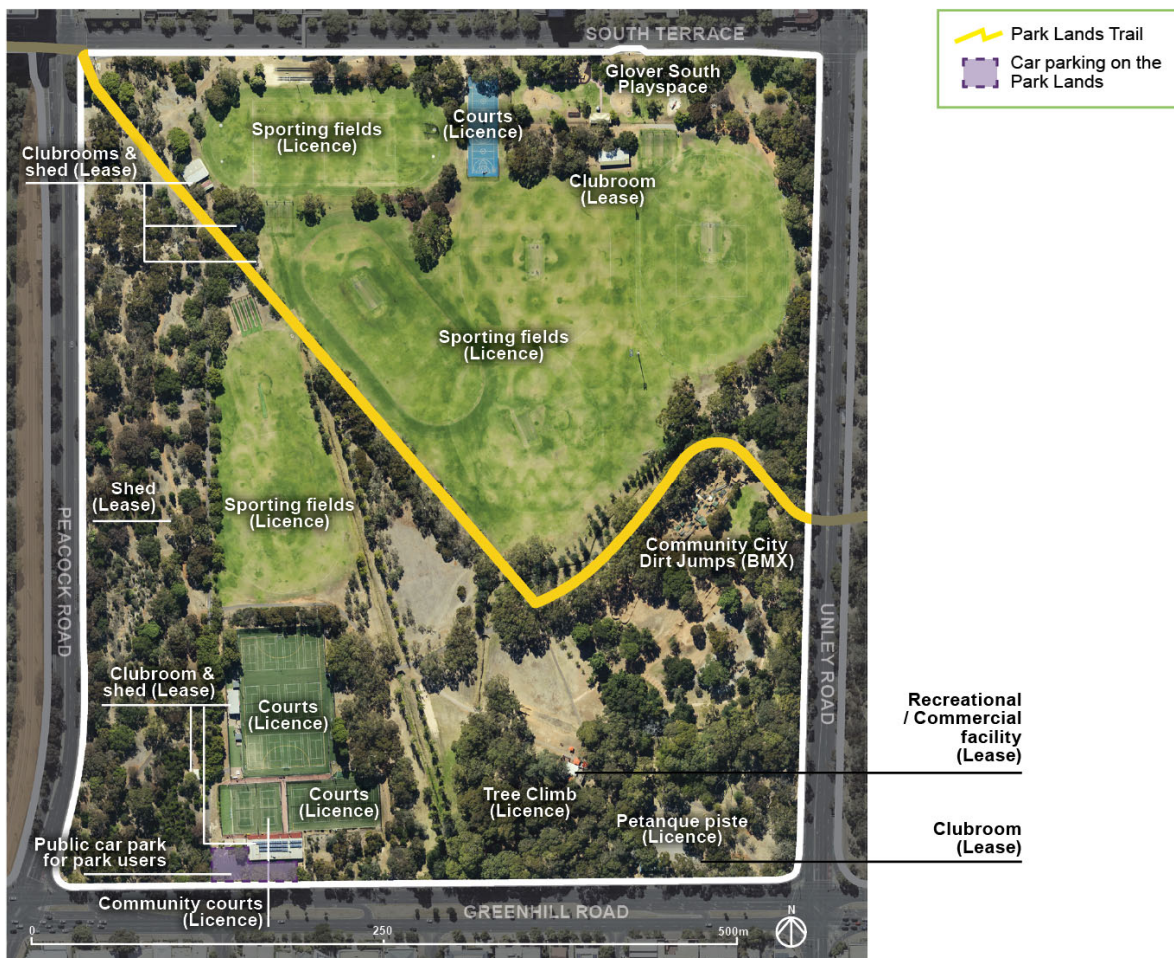 SOUTH TERRACE
Park Lands Trail
Car parking on the
Park Lands
Glover South
Playspace
Sporting fields
(Licence)
Courts
(Licence)
Clubrooms &
shed (Lease)
Clubroom
(Lease)
Sporting fields
(Licence)
Shed
(Lease)
Sporting fields
(Licence)
Community City
Dirt Jumps (BMX)
PEACOCK ROAD
UNLEY ROAD
Clubroom &
shed (Lease)
Courts
(Licence)
Recreational
/ Commercial
facility
(Lease)
Courts
(Licence)
Tree Climb
(Licence)
Petanque piste
(Licence)
Clubroom
(Lease)
Public car park
for park users
Community courts
(Licence)
GREENHILL ROAD
N
0
250
500m